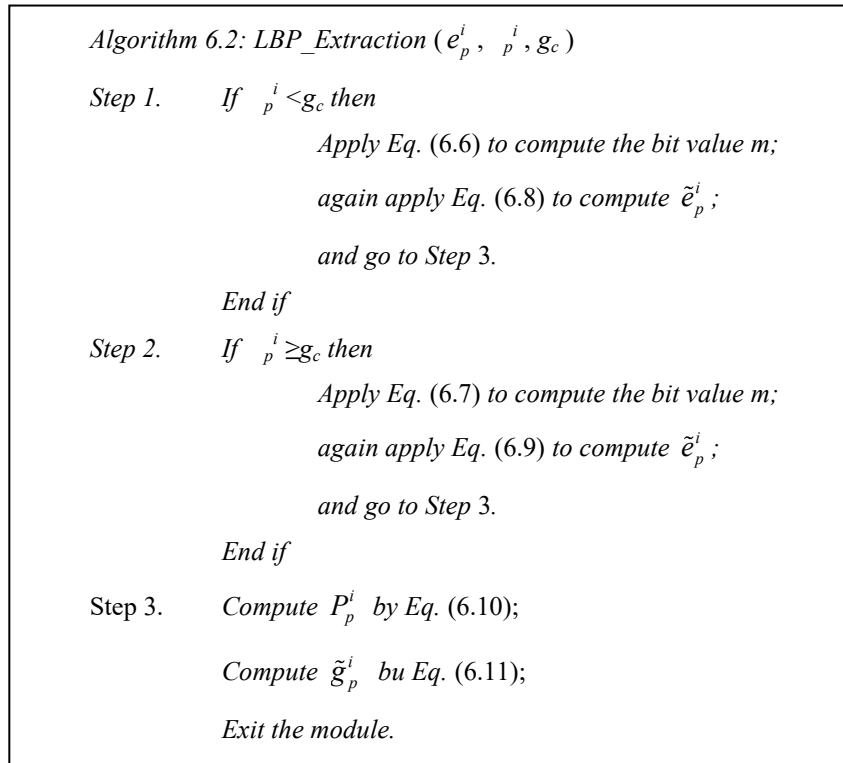 Algorithm 6.2: LBP_Extraction ( e_p^i , _p^i , g_c )
Step 1. If _p^i <g_c then
Apply Eq. (6.6) to compute the bit value m;
again apply Eq. (6.8) to compute ẽ_p^i ;
and go to Step 3.
End if
Step 2. If _p^i ≥g_c then
Apply Eq. (6.7) to compute the bit value m;
again apply Eq. (6.9) to compute ẽ_p^i ;
and go to Step 3.
End if
Step 3. Compute P_p^i by Eq. (6.10);
Compute g̃_p^i bu Eq. (6.11);
Exit the module.